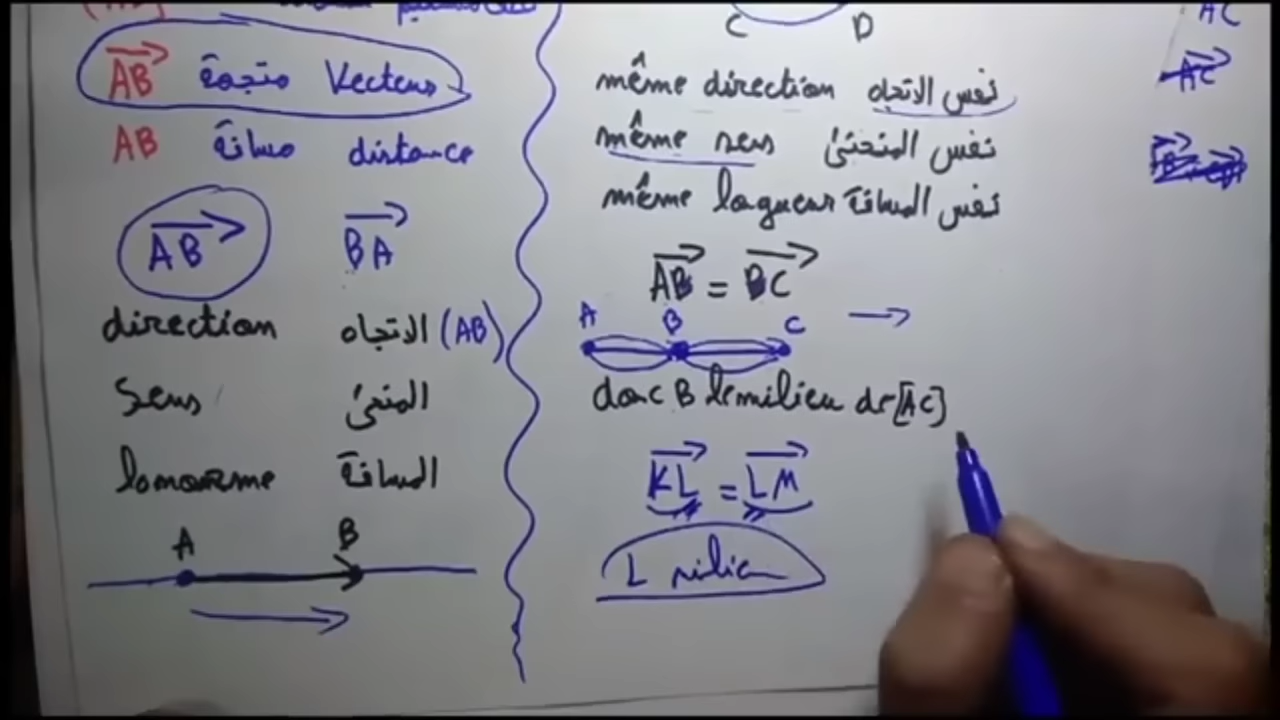 AB متجهة Vecteur
AB مسافة distance
AB BA
direction الاتجاه (AB)
sens المنحى
la norme المسافة
A B
C D
même direction نفس الاتجاه
même sens نفس المنحنى
même logueur نفس المسافة
AB = BC
A B C
donc B le milieu de [AC]
KL = LM
L milieu
AC
AC